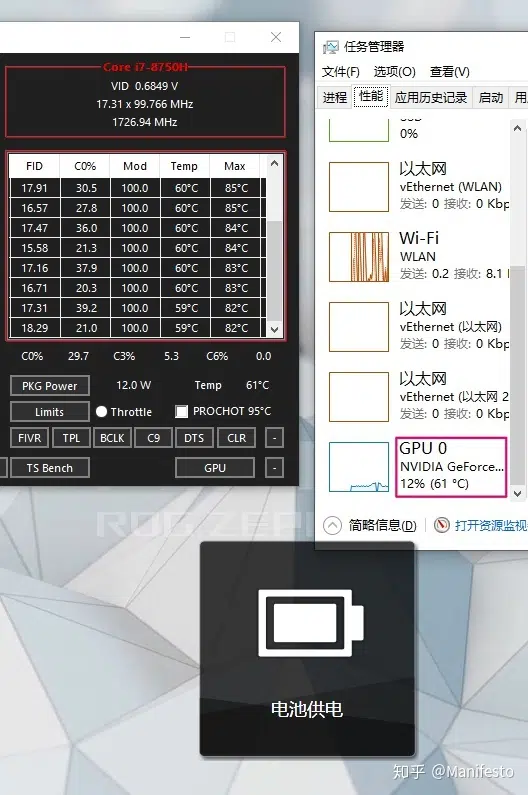 Core i7-8750H
VID 0.6849 V
17.31 x 99.766 MHz
1726.94 MHz
FID C0% Mod Temp Max
17.91 30.5 100.0 60°C 85°C
16.57 27.8 100.0 60°C 85°C
17.47 36.0 100.0 60°C 84°C
15.58 21.3 100.0 60°C 84°C
17.16 37.9 100.0 60°C 83°C
16.71 20.3 100.0 60°C 83°C
17.31 39.2 100.0 59°C 82°C
18.29 21.0 100.0 59°C 82°C
C0% 29.7 C3% 5.3 C6% 0.0
PKG Power 12.0 W Temp 61°C
Limits Throttle PROCHOT 95°C
FIVR TPL BCLK C9 DTS CLR -
TS Bench GPU -
任务管理器
文件(F) 选项(O) 查看(V)
进程 性能 应用历史记录 启动 用
SSD
0%
以太网
vEthernet (WLAN)
发送: 0 接收: 0 Kbp
Wi-Fi
WLAN
发送: 0.2 接收: 8.1
以太网
vEthernet (以太网)
发送: 0 接收: 0 Kbp
以太网
vEthernet (以太网 2
发送: 0 接收: 0 Kbp
GPU 0
NVIDIA GeForce...
12% (61 °C)
简略信息(D) 打开资源监视
电池供电
知乎 @Manifesto